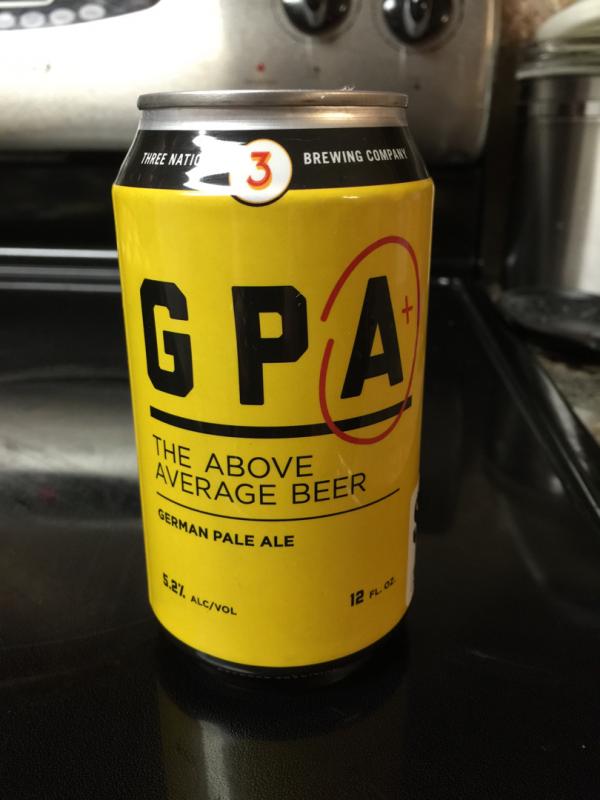 THREE 3 BREWING COMPANY
GPA+
THE ABOVE
AVERAGE BEER
GERMAN PALE ALE
5.2% ALC/VOL 12 FL. OZ.